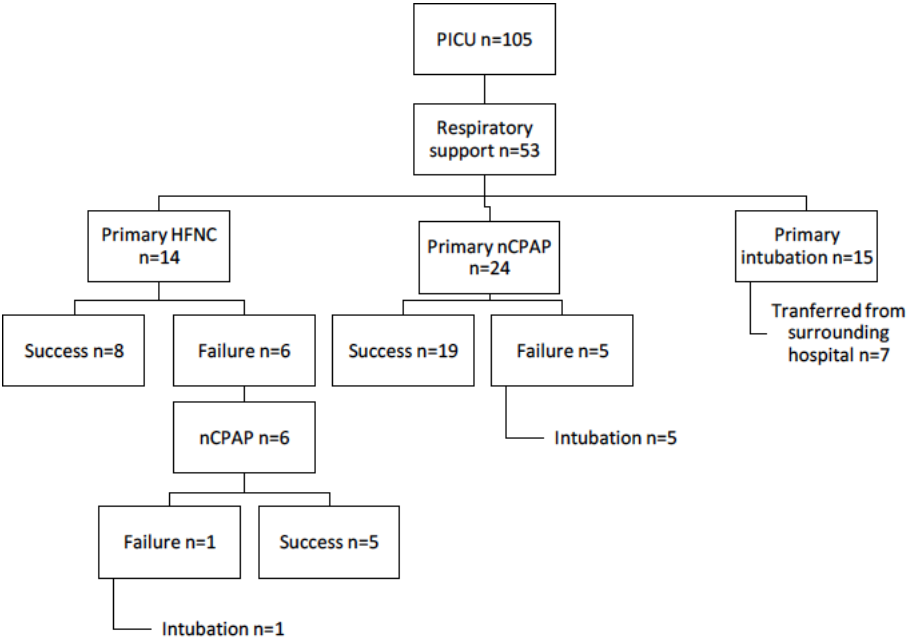 PICU n=105
Respiratory
support n=53
Primary HFNC
n=14
Primary nCPAP
n=24
Primary
intubation n=15
Success n=8
Failure n=6
Success n=19
Failure n=5
Tranferred from
surrounding
hospital n=7
nCPAP n=6
Intubation n=5
Failure n=1
Success n=5
Intubation n=1